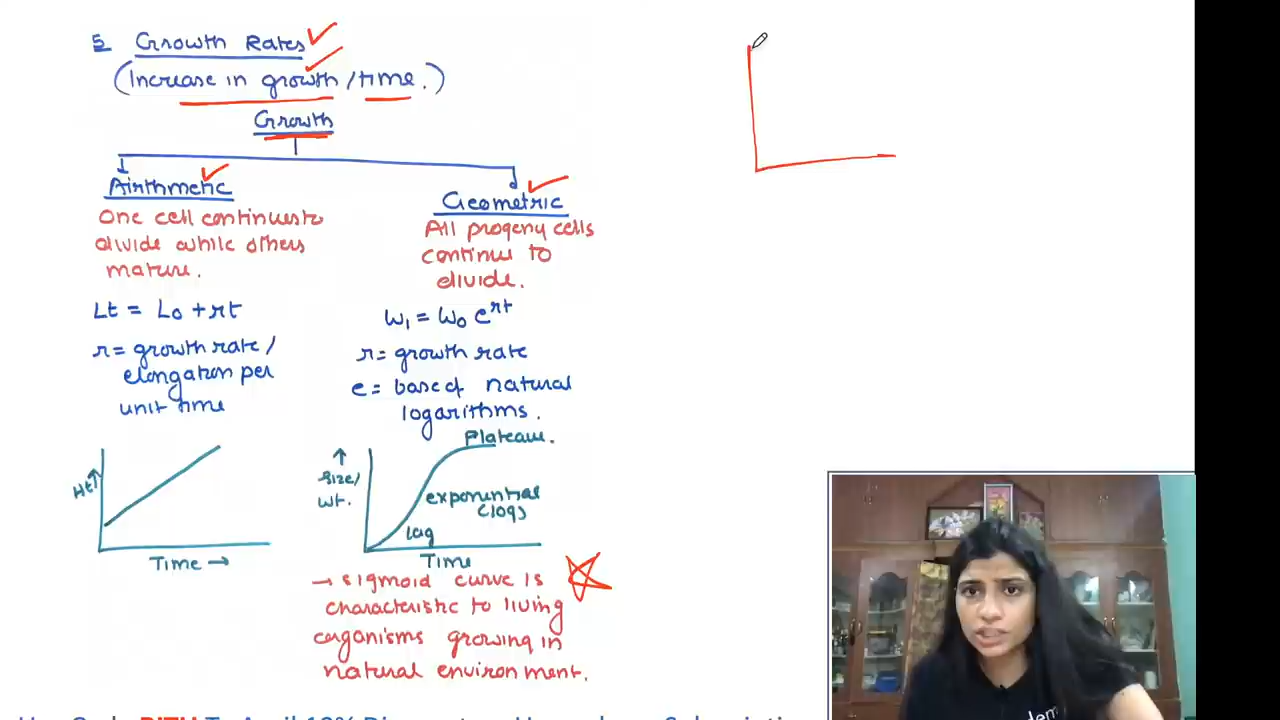 5 Growth Rates
(Increase in growth /time.)
Growth
Airthmetic
One cell continues to
divide while others
mature.
Lt = L0 + rt
r = growth rate /
elongation per
unit time
Ht
Time →
Geometric
All progeny cells
continue to
divide.
W1 = W0 e^rt
r = growth rate
e = base of natural
logarithms.
Plateau.
Size/
Wt.
exponential
(log)
lag
Time
→ sigmoid curve is
characteristic to living
organisms growing in
natural environment.